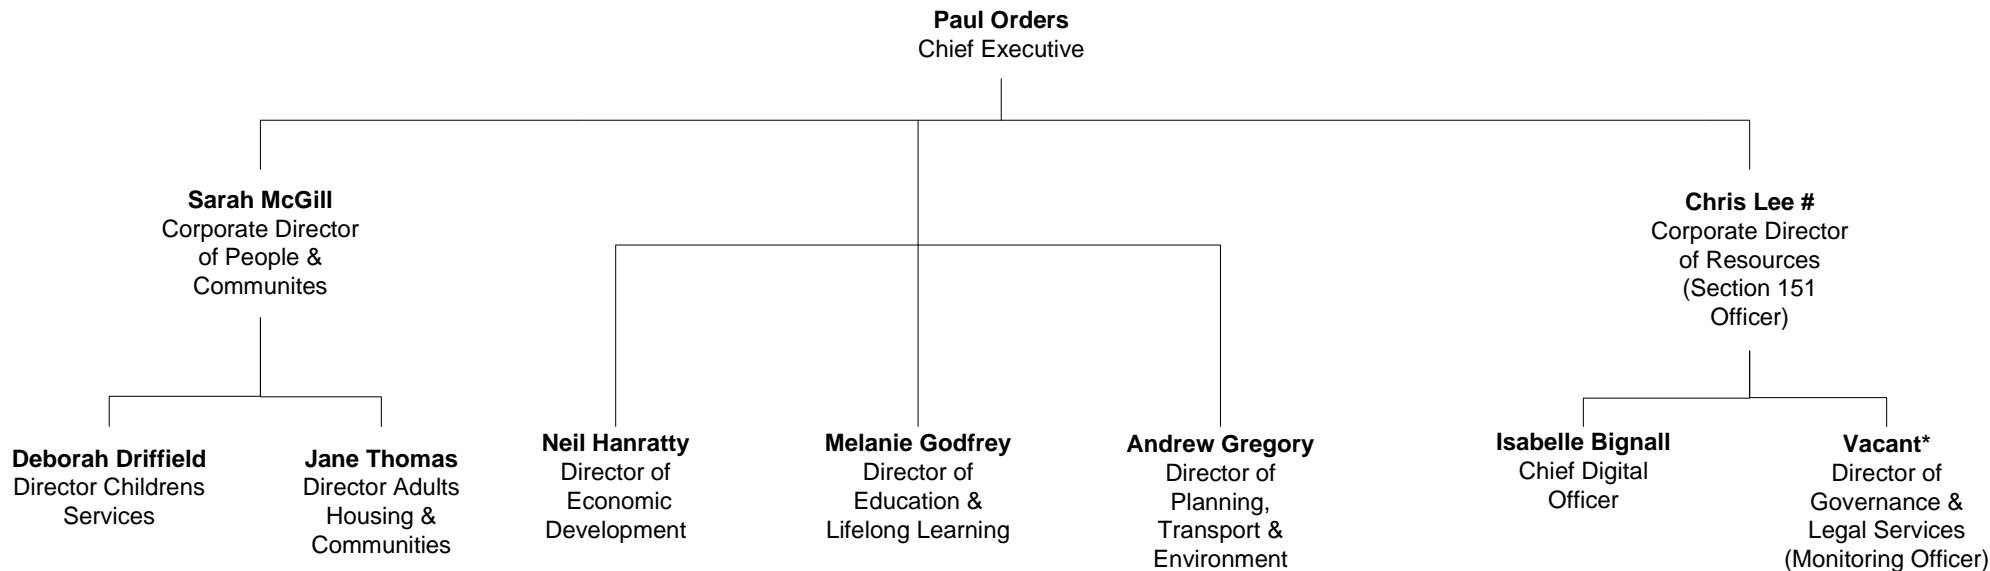 Paul Orders
Chief Executive
Sarah McGill
Corporate Director
of People &
Communites
Chris Lee #
Corporate Director
of Resources
(Section 151
Officer)
Deborah Driffield
Director Childrens
Services
Jane Thomas
Director Adults
Housing &
Communities
Neil Hanratty
Director of
Economic
Development
Melanie Godfrey
Director of
Education &
Lifelong Learning
Andrew Gregory
Director of
Planning,
Transport &
Environment
Isabelle Bignall
Chief Digital
Officer
Vacant*
Director of
Governance &
Legal Services
(Monitoring Officer)